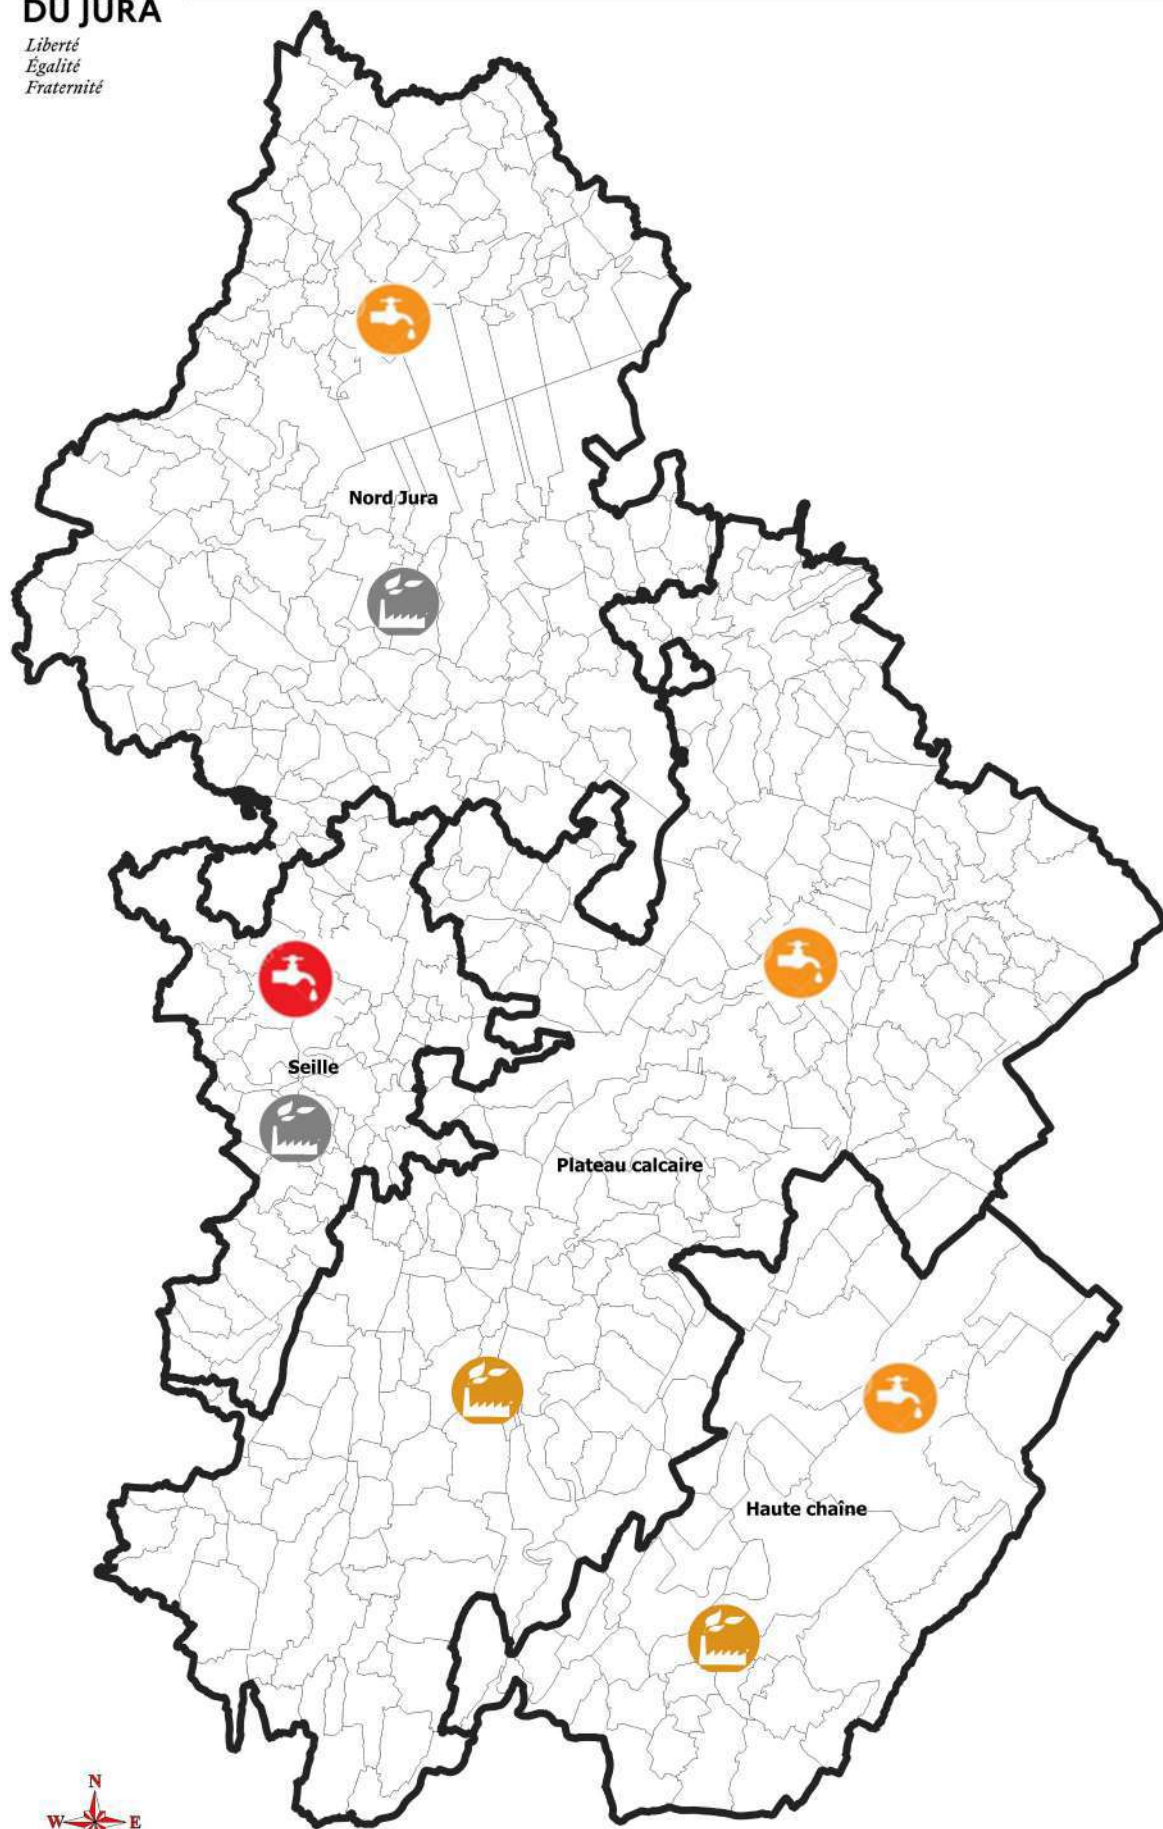 DU JURA
Liberté
Égalité
Fraternité
Nord Jura
Seille
Plateau calcaire
Haute chaîne
N
W E